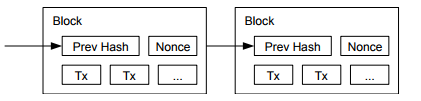 Block
Prev Hash Nonce
Tx Tx ...
Block
Prev Hash Nonce
Tx Tx ...